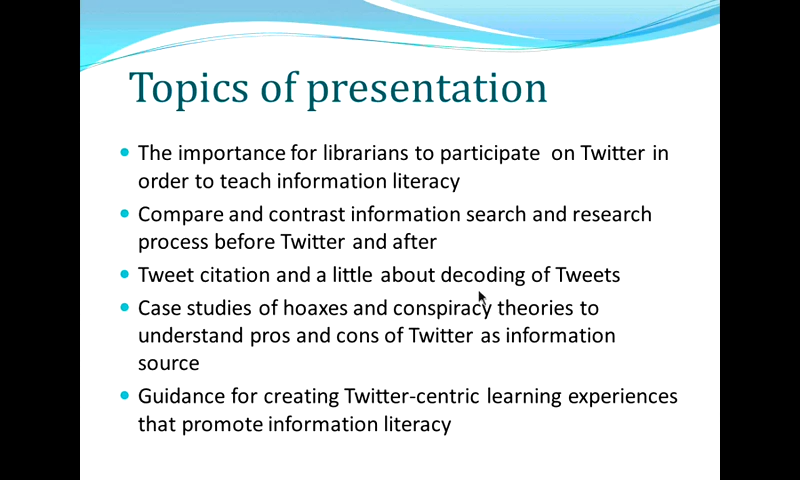 Topics of presentation
The importance for librarians to participate  on Twitter in
order to teach information literacy
Compare and contrast information search and research
process before Twitter and after
Tweet citation and a little about decoding of Tweets
Case studies of hoaxes and conspiracy theories to
understand pros and cons of Twitter as information
source
Guidance for creating Twitter-centric learning experiences
that promote information literacy